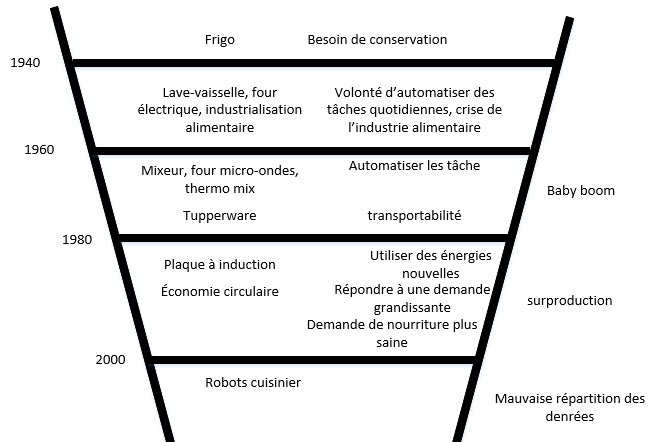 Frigo
Besoin de conservation
1940
Lave-vaisselle, four
électrique, industrialisation
alimentaire
Volonté d'automatiser des
tâches quotidiennes, crise de
l'industrie alimentaire
1960
Mixeur, four micro-ondes,
thermo mix
Automatiser les tâche
Baby boom
Tupperware
transportabilité
1980
Plaque à induction
Utiliser des énergies
nouvelles
Économie circulaire
Répondre à une demande
grandissante
surproduction
Demande de nourriture plus
saine
2000
Robots cuisinier
Mauvaise répartition des
denrées